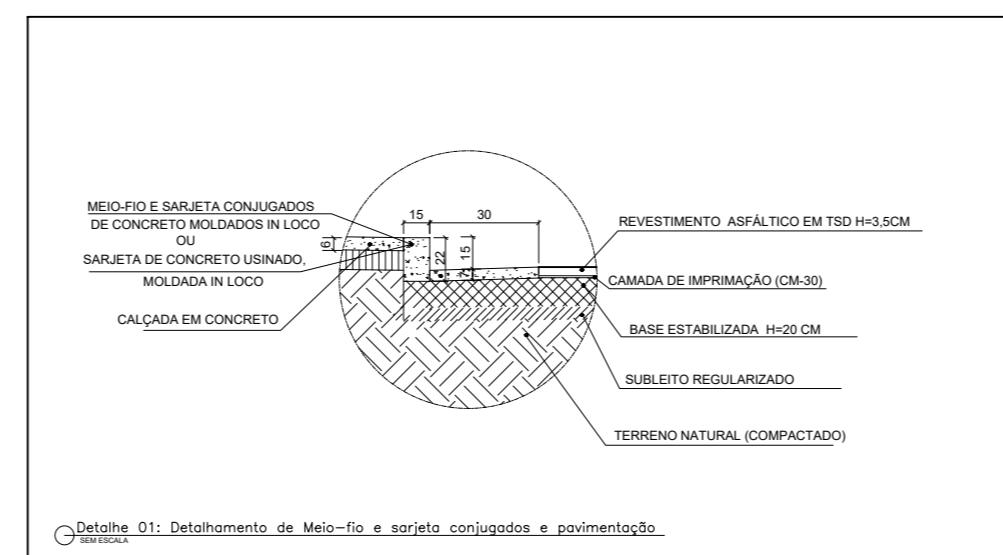 MEIO-FIO E SARJETA CONJUGADOS
DE CONCRETO MOLDADOS IN LOCO
OU
SARJETA DE CONCRETO USINADO,
MOLDADA IN LOCO
CALÇADA EM CONCRETO
15
30
6
22
15
7
REVESTIMENTO ASFÁLTICO EM TSD H=3,5CM
CAMADA DE IMPRIMAÇÃO (CM-30)
BASE ESTABILIZADA H=20 CM
SUBLEITO REGULARIZADO
TERRENO NATURAL (COMPACTADO)
Detalhe 01: Detalhamento de Meio-fio e sarjeta conjugados e pavimentação
SEM ESCALA